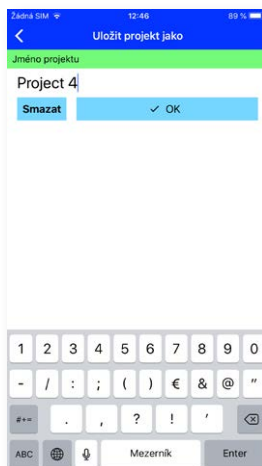 Žádná SIM 12:46 89 %
Uložit projekt jako
Jméno projektu
Project 4
Smazat ✓ OK
1 2 3 4 5 6 7 8 9 0
- / : ; ( ) € & @ "
#+= . , ? ! '
ABC Mezerník Enter